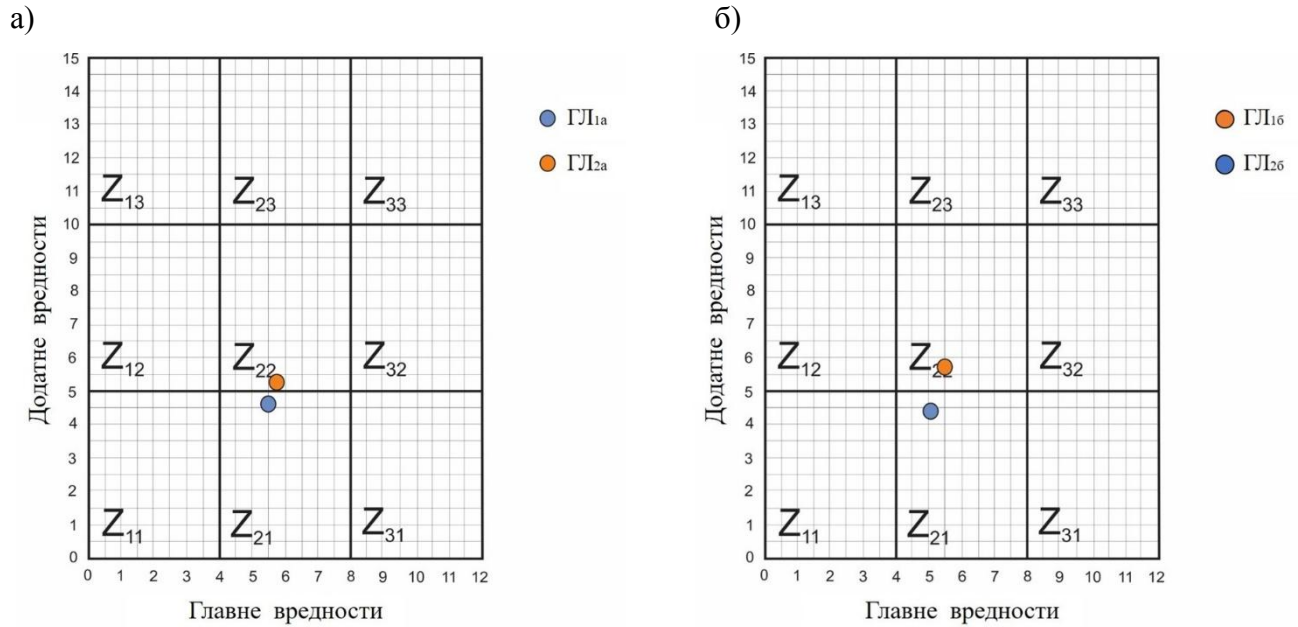 а)
б)
15
14
13
12
11
10
9
8
7
6
5
4
3
2
1
0
Додатне вредности
Z13
Z23
Z33
Z12
Z22
Z32
Z11
Z21
Z31
0 1 2 3 4 5 6 7 8 9 10 11 12
Главне вредности
ГЛ1а
ГЛ2а
15
14
13
12
11
10
9
8
7
6
5
4
3
2
1
0
Додатне вредности
Z13
Z23
Z33
Z12
Z22
Z32
Z11
Z21
Z31
0 1 2 3 4 5 6 7 8 9 10 11 12
Главне вредности
ГЛ1б
ГЛ2б